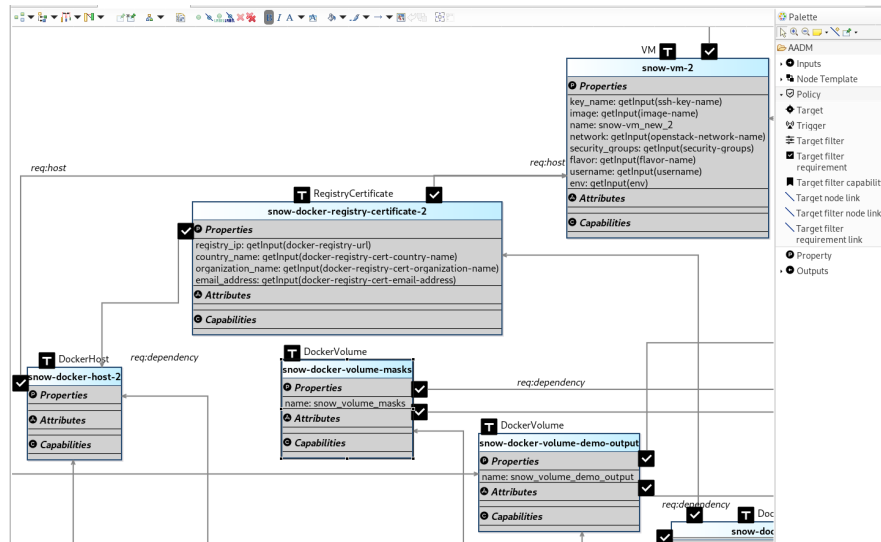 B I A
Palette
AADM
Inputs
Node Template
Policy
Target
Trigger
Target filter
Target filter
requirement
Target filter capabilit
Target node link
Target filter node link
Target filter
requirement link
Property
Outputs
VM T
snow-vm-2
P Properties
key_name: getInput(ssh-key-name)
image: getInput(image-name)
name: snow-vm_new_2
network: getInput(openstack-network-name)
security_groups: getInput(security-groups)
flavor: getInput(flavor-name)
username: getInput(username)
env: getInput(env)
A Attributes
C Capabilities
req:host
req:host
T RegistryCertificate
snow-docker-registry-certificate-2
P Properties
registry_ip: getInput(docker-registry-url)
country_name: getInput(docker-registry-cert-country-name)
organization_name: getInput(docker-registry-cert-organization-name)
email_address: getInput(docker-registry-cert-email-address)
A Attributes
C Capabilities
T DockerHost
snow-docker-host-2
P Properties
A Attributes
C Capabilities
req:dependency
T DockerVolume
snow-docker-volume-masks
P Properties
name: snow_volume_masks
A Attributes
C Capabilities
req:dependency
T DockerVolume
snow-docker-volume-demo-output
P Properties
name: snow_volume_demo_output
A Attributes
C Capabilities
req:dependency
T Doc
snow-doc